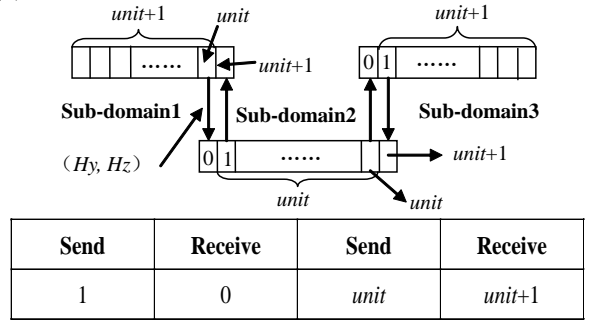 unit+1 unit unit+1
...... unit+1 0 1 ......
Sub-domain1 Sub-domain2 Sub-domain3
(Hy, Hz) 0 1 ...... unit+1
unit unit
Send Receive Send Receive
1 0 unit unit+1